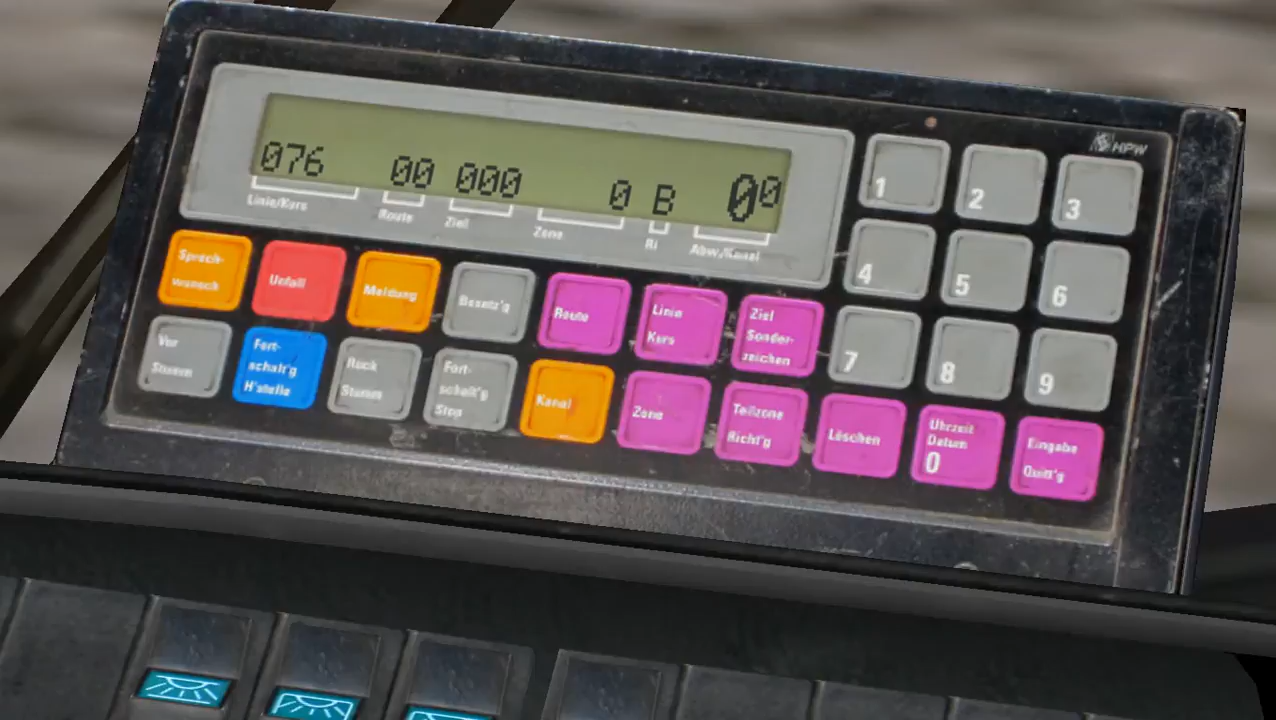 HPW
076 00 000 0 B 00
Linie/Kurs Route Ziel Zone Ri Abw./Kanal
1 2 3
4 5 6
7 8 9
Sprech-
wunsch
Unfall
Meldung
Besetz'g
Route
Linie
Kurs
Ziel
Sonder-
zeichen
Vor
Stumm
Fort-
schalt'g
H'stelle
Rück
Stumm
Fort-
schalt'g
Stop
Kanal
Zone
Teilzone
Richt'g
Löschen
Uhrzeit
Datum
0
Eingabe
Quitt'g